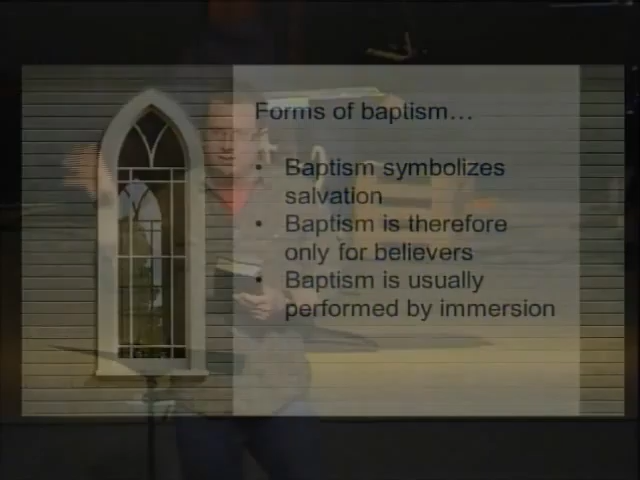 Forms of baptism...
• Baptism symbolizes
salvation
• Baptism is therefore
only for believers
• Baptism is usually
performed by immersion